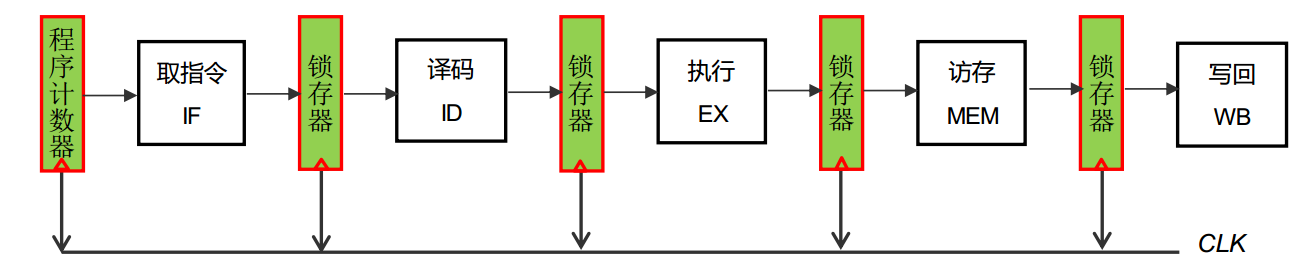 程序计数器
取指令
IF
锁存器
译码
ID
锁存器
执行
EX
锁存器
访存
MEM
锁存器
写回
WB
CLK